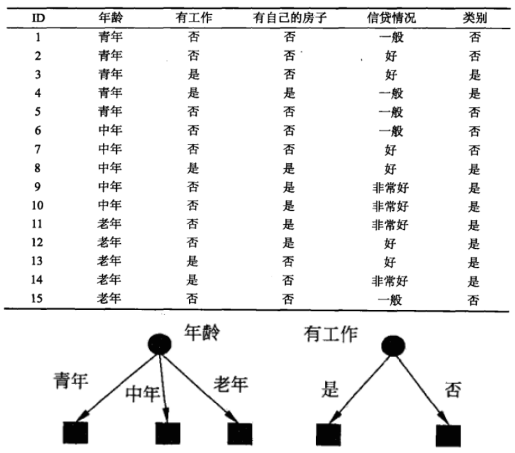 ID 年龄 有工作 有自己的房子 信贷情况 类别
1 青年 否 否 一般 否
2 青年 否 否 好 否
3 青年 是 否 好 是
4 青年 是 是 一般 是
5 青年 否 否 一般 否
6 中年 否 否 一般 否
7 中年 否 否 好 否
8 中年 是 是 好 是
9 中年 否 是 非常好 是
10 中年 否 是 非常好 是
11 老年 否 是 非常好 是
12 老年 否 是 好 是
13 老年 是 否 好 是
14 老年 是 否 非常好 是
15 老年 否 否 一般 否
年龄 有工作
青年 中年 老年 是 否